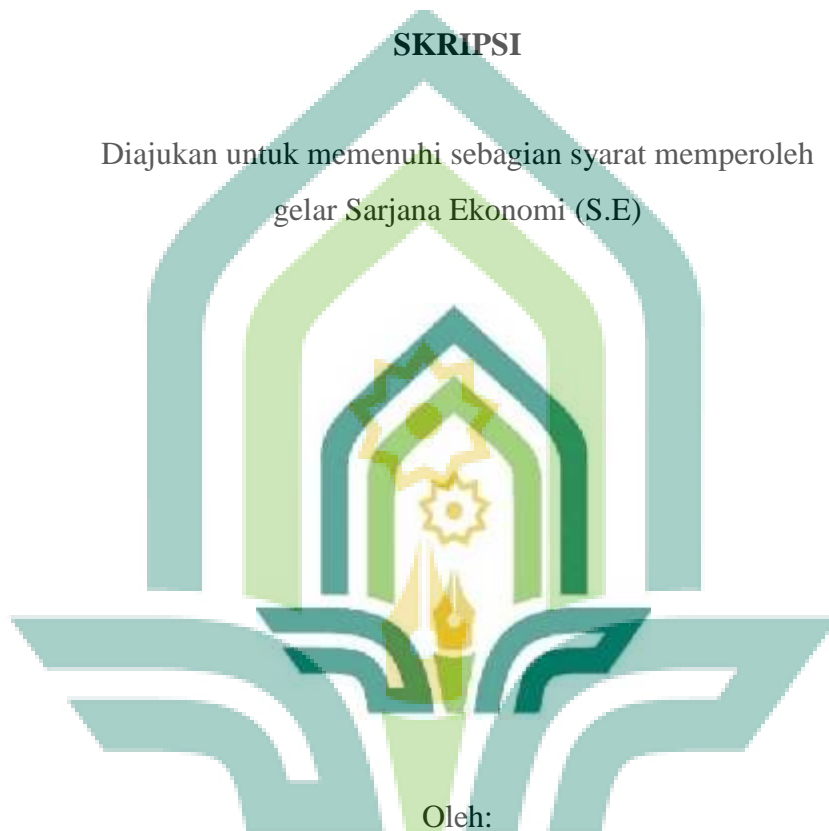 SKRIPSI
Diajukan untuk memenuhi sebagian syarat memperoleh
gelar Sarjana Ekonomi (S.E)
Oleh: